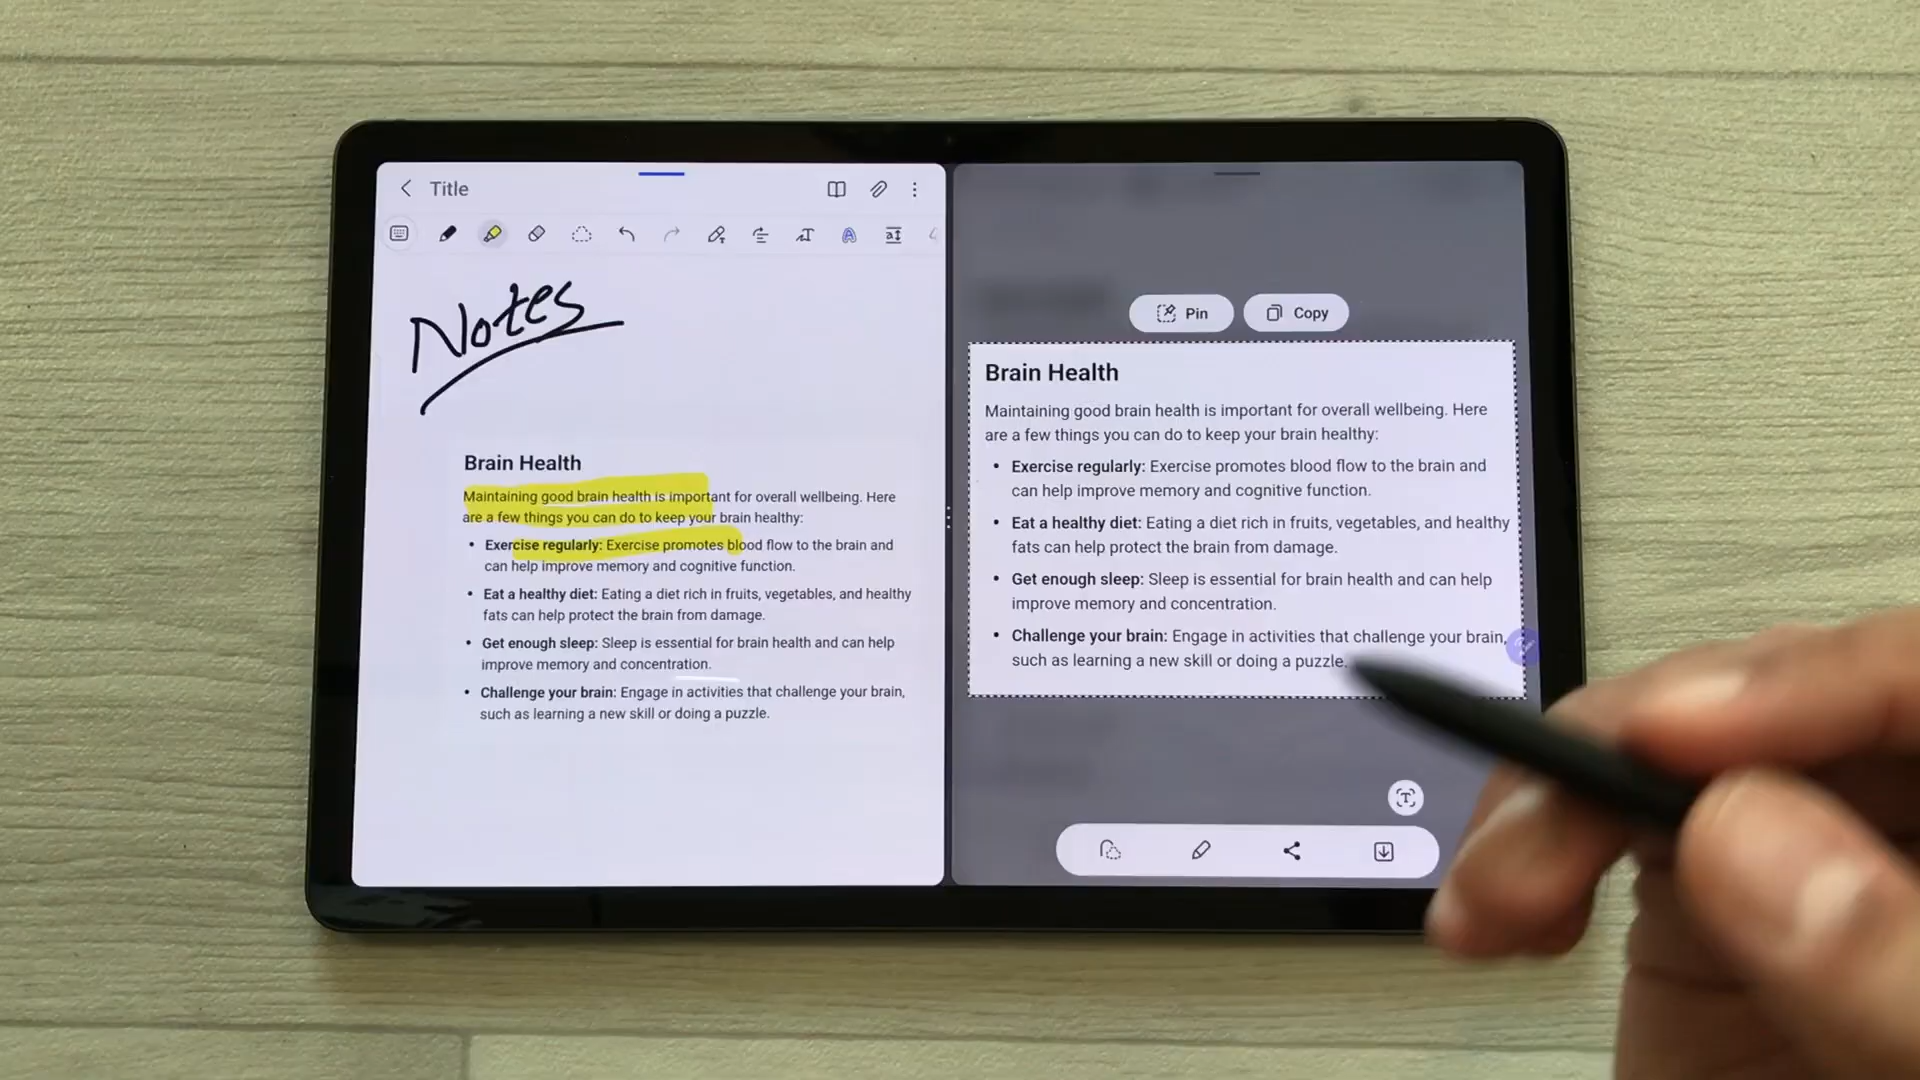 Title
Notes
Brain Health
Maintaining good brain health is important for overall wellbeing. Here
are a few things you can do to keep your brain healthy:
• Exercise regularly: Exercise promotes blood flow to the brain and
can help improve memory and cognitive function.
• Eat a healthy diet: Eating a diet rich in fruits, vegetables, and healthy
fats can help protect the brain from damage.
• Get enough sleep: Sleep is essential for brain health and can help
improve memory and concentration.
• Challenge your brain: Engage in activities that challenge your brain,
such as learning a new skill or doing a puzzle.
Pin
Copy
Brain Health
Maintaining good brain health is important for overall wellbeing. Here
are a few things you can do to keep your brain healthy:
• Exercise regularly: Exercise promotes blood flow to the brain and
can help improve memory and cognitive function.
• Eat a healthy diet: Eating a diet rich in fruits, vegetables, and healthy
fats can help protect the brain from damage.
• Get enough sleep: Sleep is essential for brain health and can help
improve memory and concentration.
• Challenge your brain: Engage in activities that challenge your brain,
such as learning a new skill or doing a puzzle.